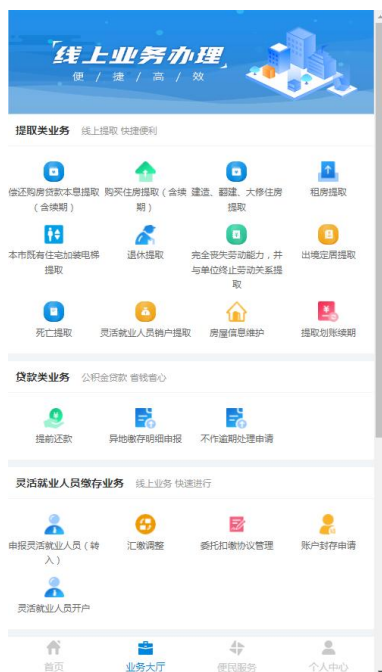 线上业务办理
便 / 捷 / 高 / 效
提取类业务 线上提取 快捷便利
偿还购房贷款本息提取 购买住房提取（含续 建造、翻建、大修住房 租房提取
（含续期） 期） 提取
本市既有住宅加装电梯 退休提取 完全丧失劳动能力，并 出境定居提取
提取 与单位终止劳动关系提
取
死亡提取 灵活就业人员销户提取 房屋信息维护 提取划账续期
贷款类业务 公积金贷款 省钱省心
提前还款 异地缴存明细申报 不作逾期处理申请
灵活就业人员缴存业务 线上业务 快速进行
申报灵活就业人员（转 汇缴调整 委托扣缴协议管理 账户封存申请
入）
灵活就业人员开户
首页 业务大厅 便民服务 个人中心